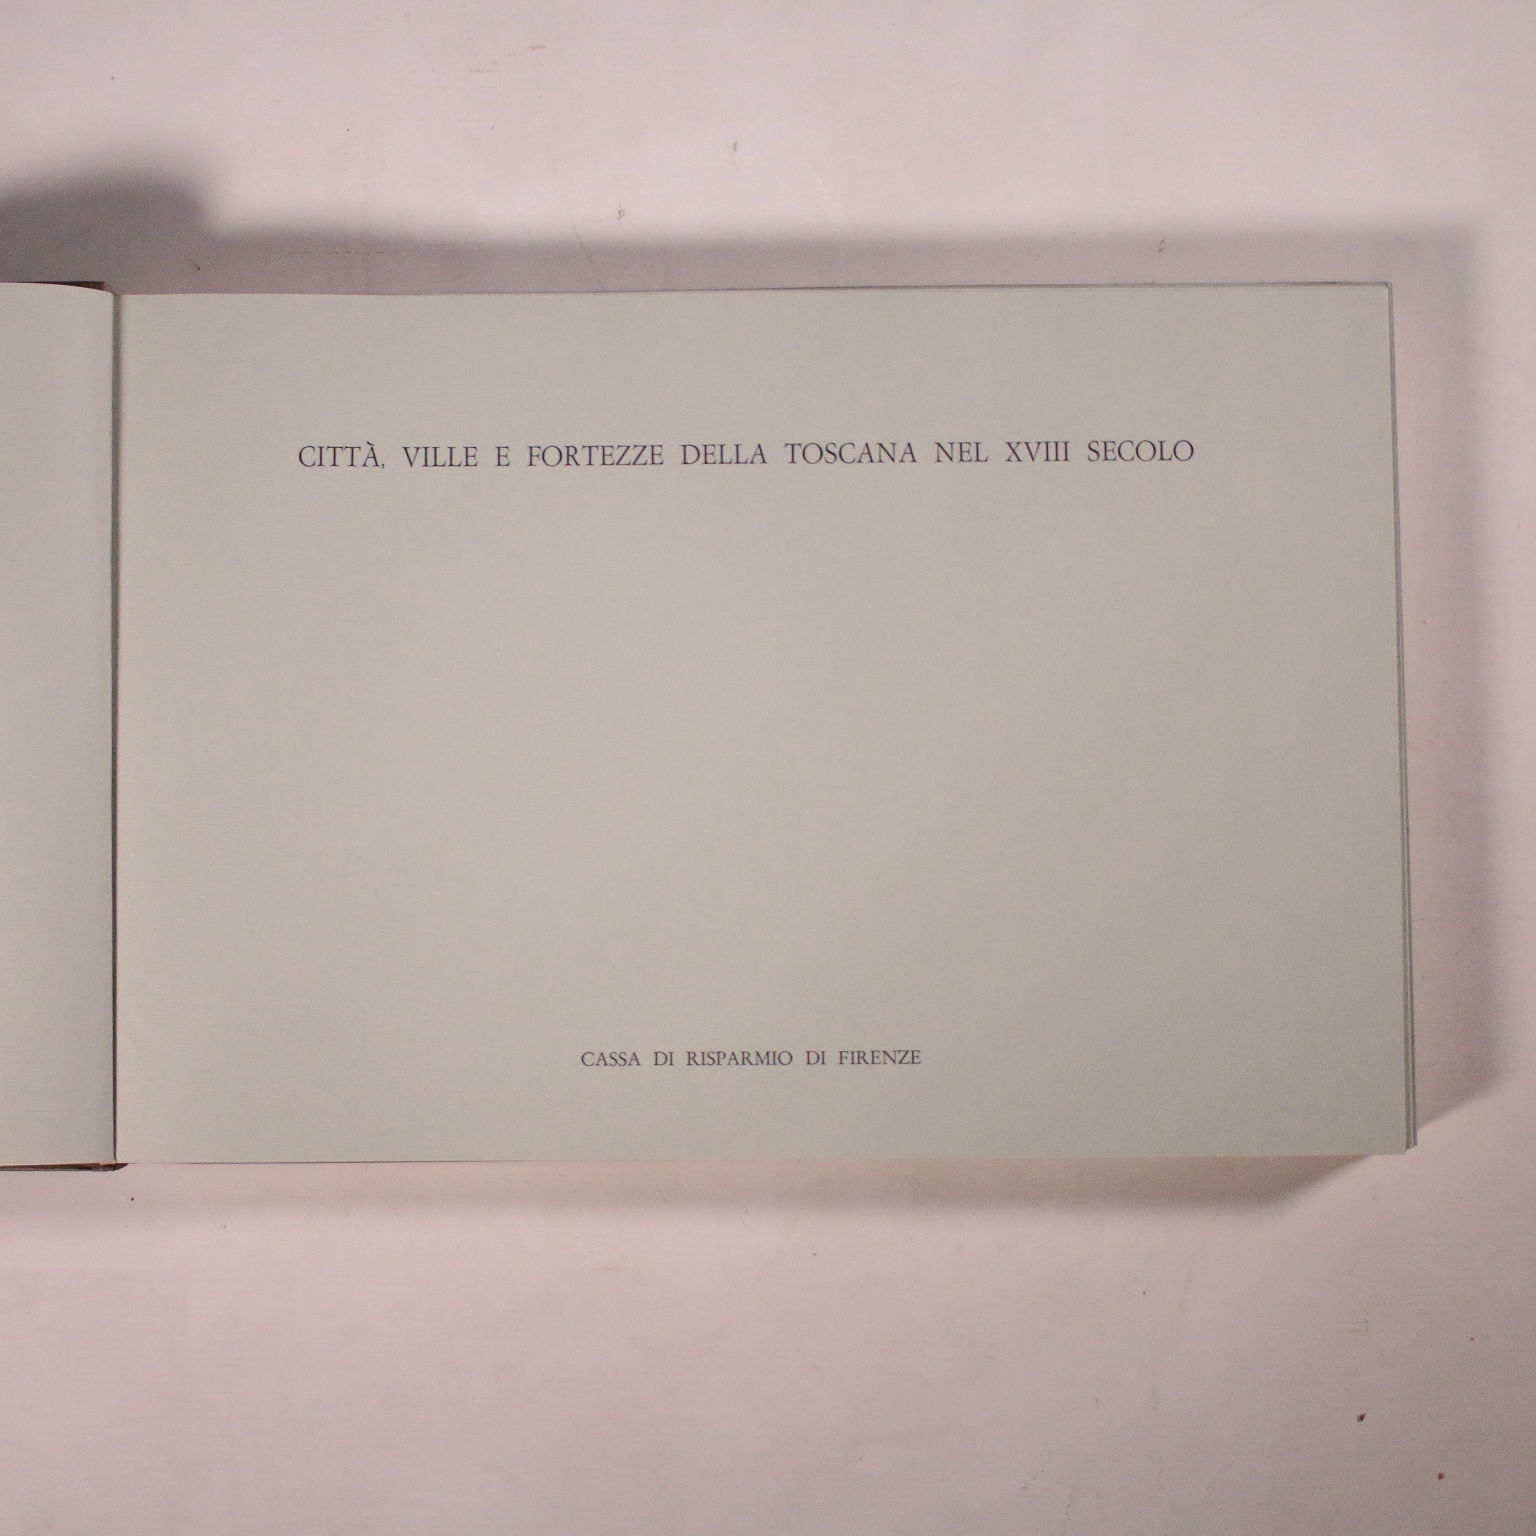 CITTÀ, VILLE E FORTEZZE DELLA TOSCANA NEL XVIII SECOLO
CASSA DI RISPARMIO DI FIRENZE